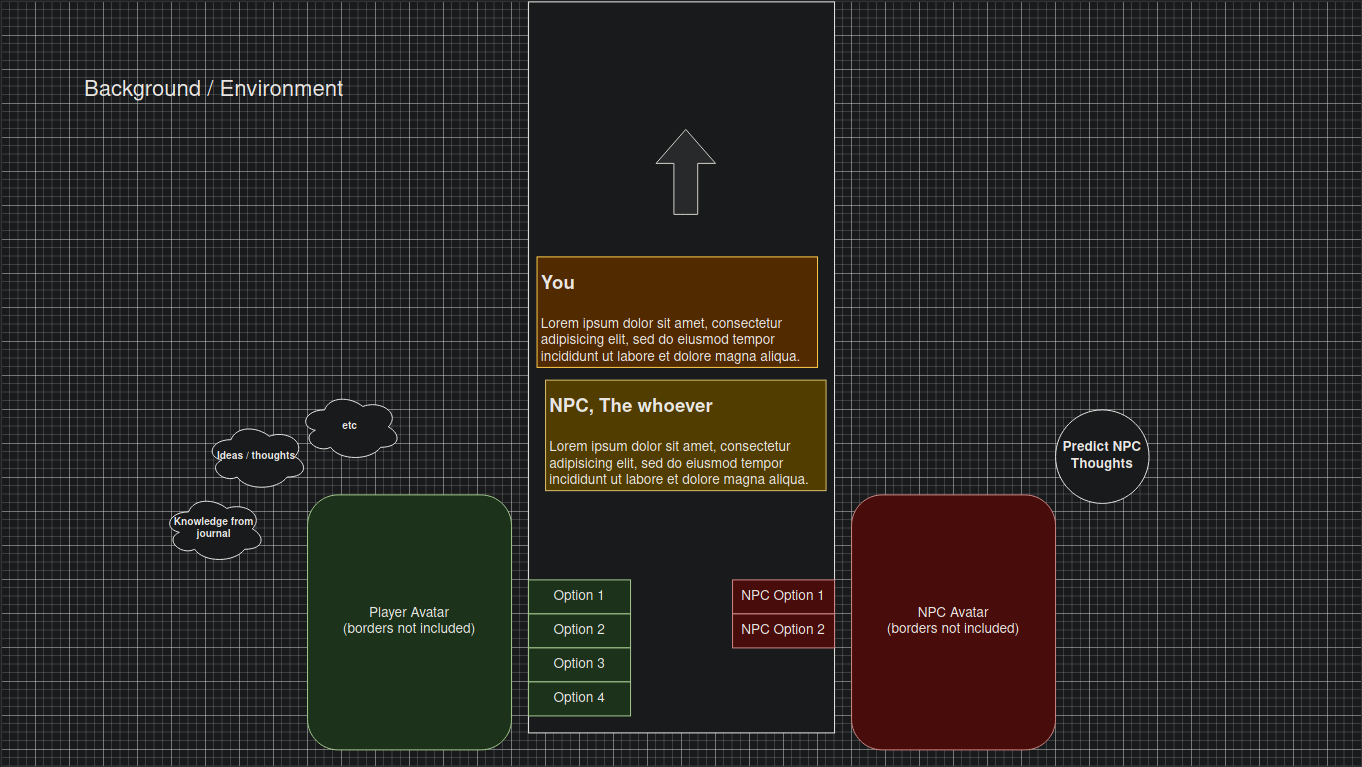 Background / Environment
You
Lorem ipsum dolor sit amet, consectetur
adipisicing elit, sed do eiusmod tempor
incididunt ut labore et dolore magna aliqua.
NPC, The whoever
Lorem ipsum dolor sit amet, consectetur
adipisicing elit, sed do eiusmod tempor
incididunt ut labore et dolore magna aliqua.
etc
Ideas / thoughts
Knowledge from
journal
Predict NPC
Thoughts
Player Avatar
(borders not included)
Option 1
Option 2
Option 3
Option 4
NPC Option 1
NPC Option 2
NPC Avatar
(borders not included)